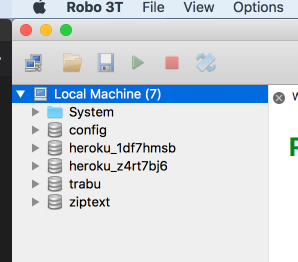 Robo 3T File View Options
Local Machine (7)
System
config
heroku_1df7hmsb
heroku_z4rt7bj6
trabu
ziptext